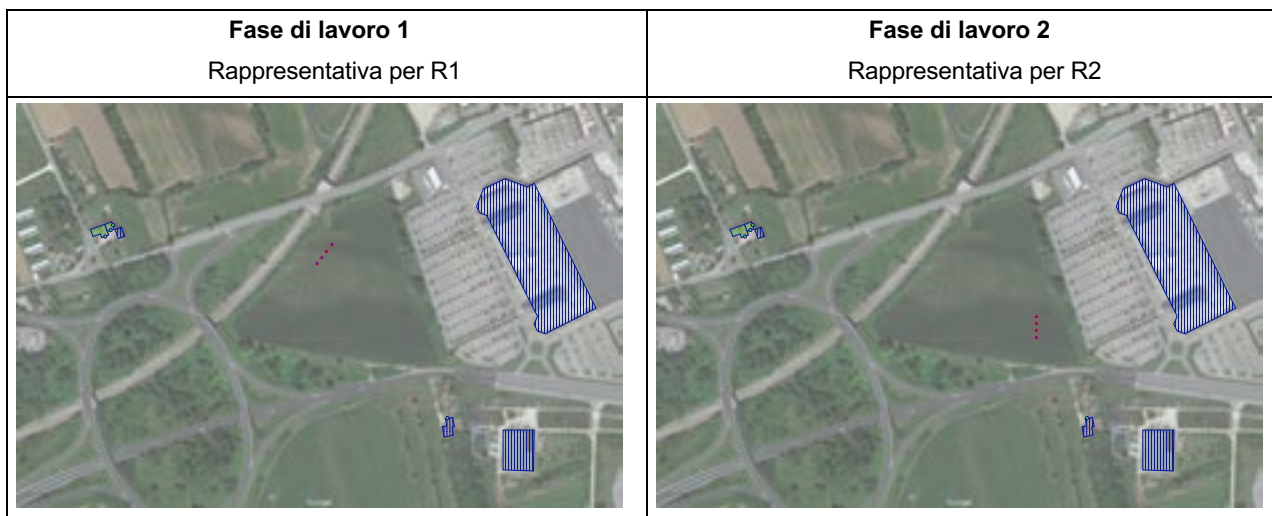 Fase di lavoro 1
Rappresentativa per R1
Fase di lavoro 2
Rappresentativa per R2